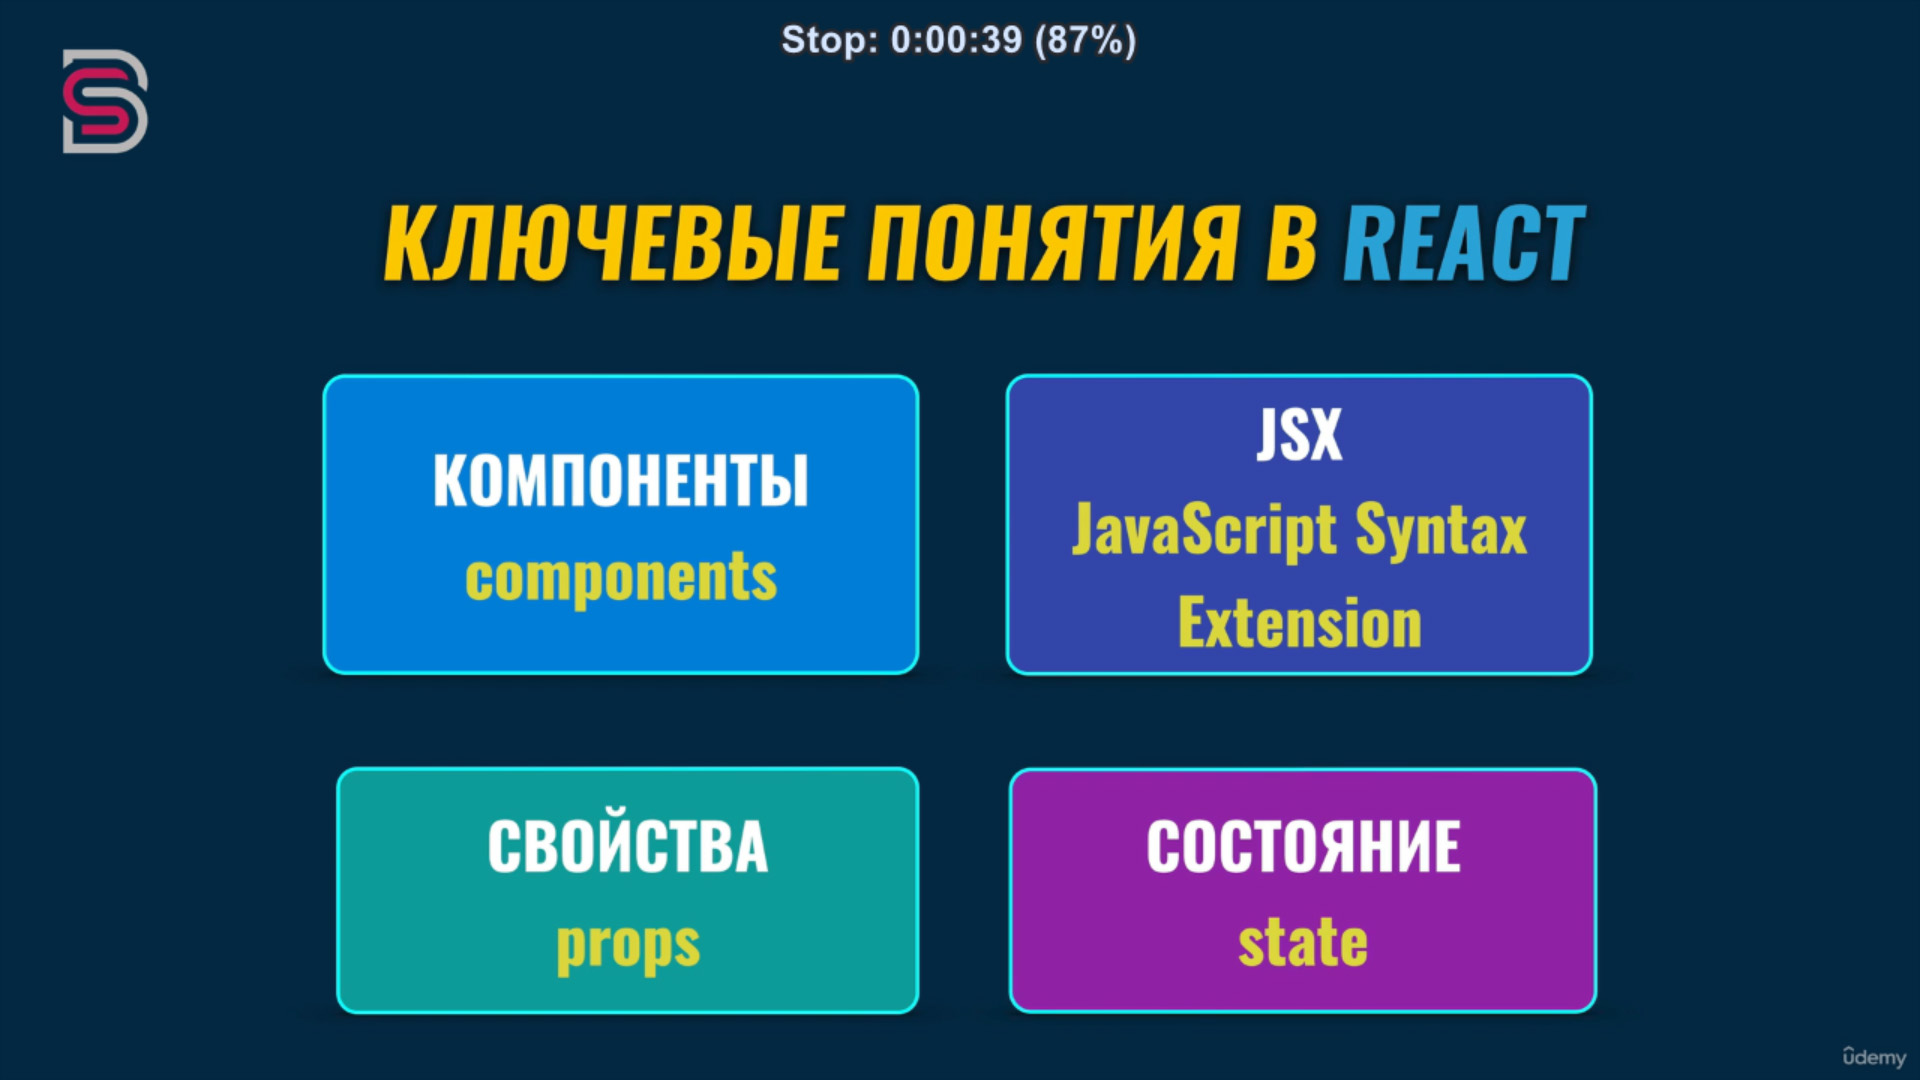 Stop: 0:00:39 (87%)
КЛЮЧЕВЫЕ ПОНЯТИЯ В REACT
КОМПОНЕНТЫ
components
JSX
JavaScript Syntax
Extension
СВОЙСТВА
props
СОСТОЯНИЕ
state
ûdemy